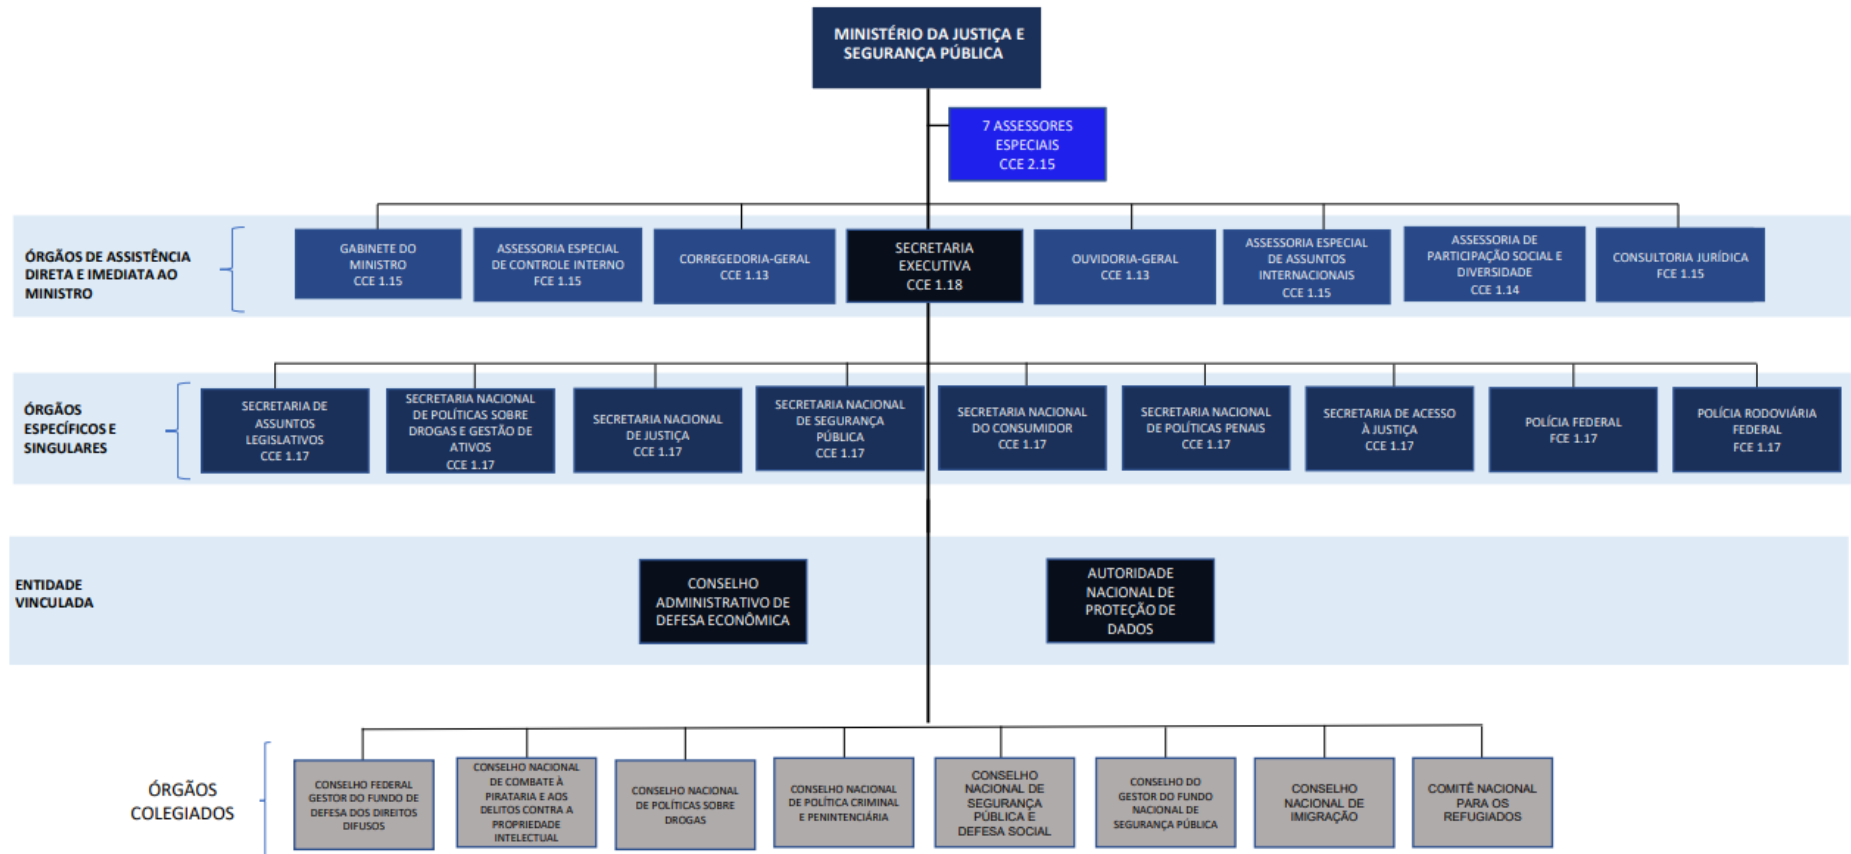 MINISTÉRIO DA JUSTIÇA E
SEGURANÇA PÚBLICA
7 ASSESSORES
ESPECIAIS
CCE 2.15
ÓRGÃOS DE ASSISTÊNCIA
DIRETA E IMEDIATA AO
MINISTRO
GABINETE DO
MINISTRO
CCE 1.15
ASSESSORIA ESPECIAL
DE CONTROLE INTERNO
FCE 1.15
CORREGEDORIA-GERAL
CCE 1.13
SECRETARIA
EXECUTIVA
CCE 1.18
OUVIDORIA-GERAL
CCE 1.13
ASSESSORIA ESPECIAL
DE ASSUNTOS
INTERNACIONAIS
CCE 1.15
ASSESSORIA DE
PARTICIPAÇÃO SOCIAL E
DIVERSIDADE
CCE 1.14
CONSULTORIA JURÍDICA
FCE 1.15
ÓRGÃOS
ESPECÍFICOS E
SINGULARES
SECRETARIA DE
ASSUNTOS
LEGISLATIVOS
CCE 1.17
SECRETARIA NACIONAL
DE POLÍTICAS SOBRE
DROGAS E GESTÃO DE
ATIVOS
CCE 1.17
SECRETARIA NACIONAL
DE JUSTIÇA
CCE 1.17
SECRETARIA NACIONAL
DE SEGURANÇA
PÚBLICA
CCE 1.17
SECRETARIA NACIONAL
DO CONSUMIDOR
CCE 1.17
SECRETARIA NACIONAL
DE POLÍTICAS PENAIS
CCE 1.17
SECRETARIA DE ACESSO
À JUSTIÇA
CCE 1.17
POLÍCIA FEDERAL
FCE 1.17
POLÍCIA RODOVIÁRIA
FEDERAL
FCE 1.17
ENTIDADE
VINCULADA
CONSELHO
ADMINISTRATIVO DE
DEFESA ECONÔMICA
AUTORIDADE
NACIONAL DE
PROTEÇÃO DE
DADOS
ÓRGÃOS
COLEGIADOS
CONSELHO FEDERAL
GESTOR DO FUNDO DE
DEFESA DOS DIREITOS
DIFUSOS
CONSELHO NACIONAL
DE COMBATE À
PIRATARIA E AOS
DELITOS CONTRA A
PROPRIEDADE
INTELECTUAL
CONSELHO NACIONAL
DE POLÍTICAS SOBRE
DROGAS
CONSELHO NACIONAL
DE POLÍTICA CRIMINAL
E PENINTENCIÁRIA
CONSELHO
NACIONAL DE
SEGURANÇA
PÚBLICA E
DEFESA SOCIAL
CONSELHO DO
GESTOR DO FUNDO
NACIONAL DE
SEGURANÇA PÚBLICA
CONSELHO
NACIONAL DE
IMIGRAÇÃO
COMITÊ NACIONAL
PARA OS
REFUGIADOS